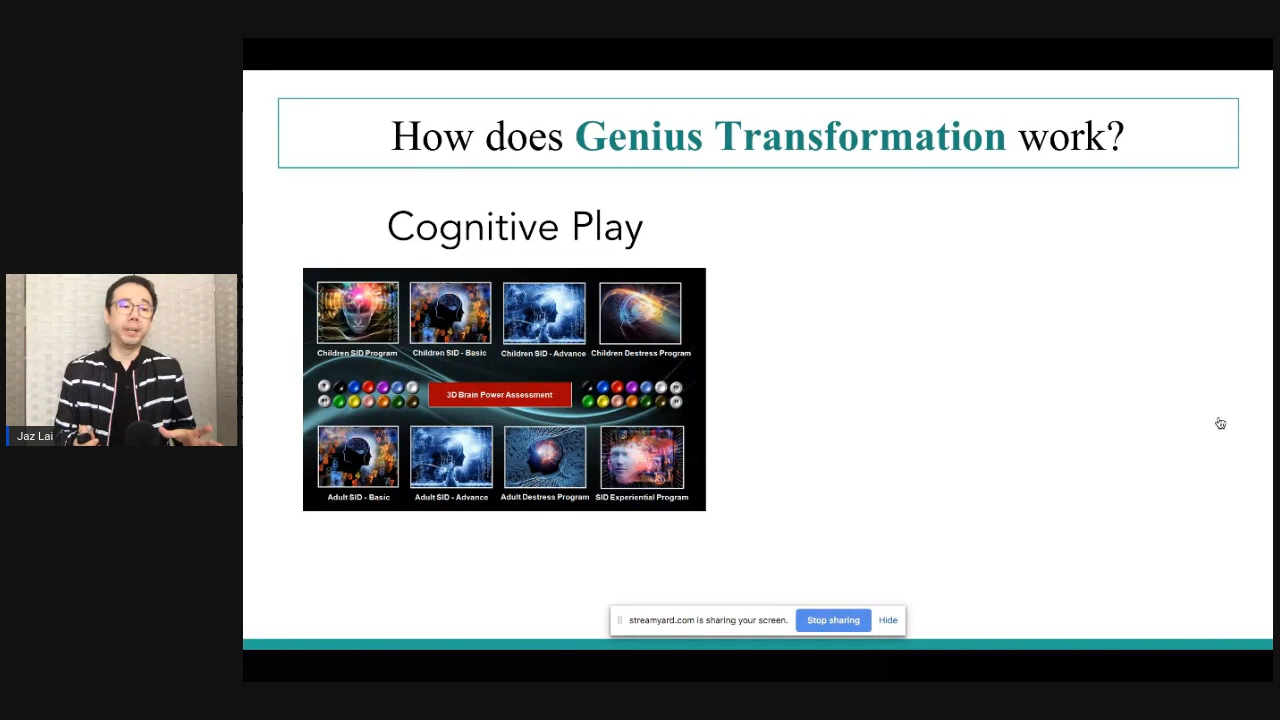 How does Genius Transformation work?
Cognitive Play
Children SID Program
Children SID - Basic
Children SID - Advance
Children Destress Program
3D Brain Power Assessment
Adult SID - Basic
Adult SID - Advance
Adult Destress Program
SID Experiential Program
Jaz Lai
streamyard.com is sharing your screen.
Stop sharing
Hide